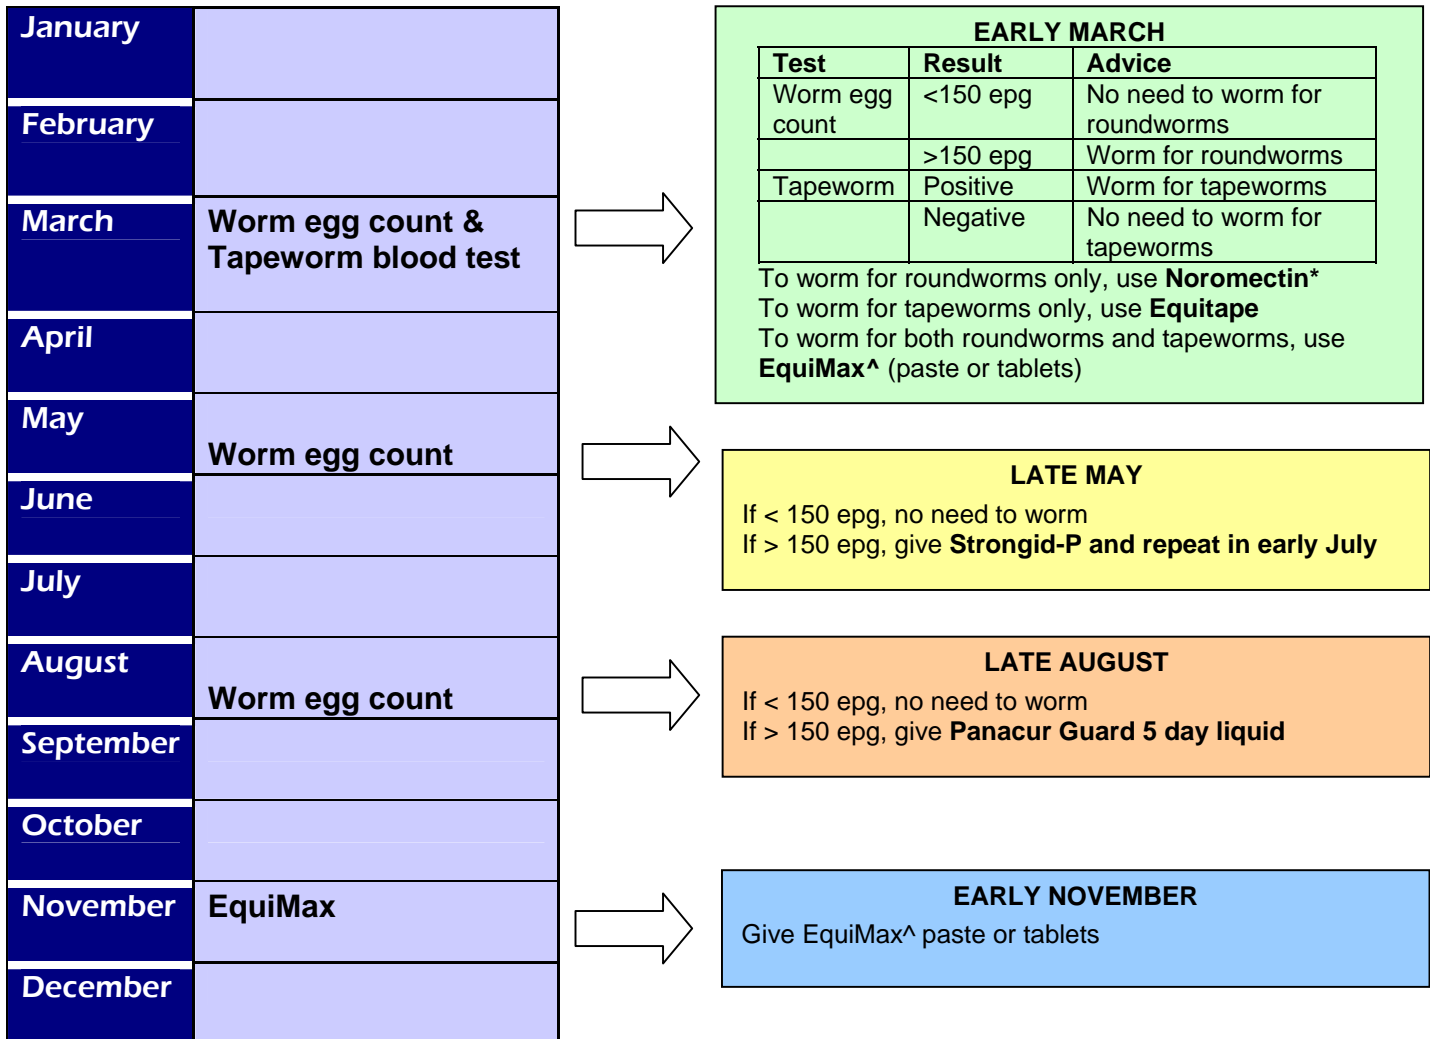 January
February
March
Worm egg count &
Tapeworm blood test
April
May
Worm egg count
June
July
August
Worm egg count
September
October
November
EquiMax
December
EARLY MARCH
Test Result Advice
Worm egg <150 epg No need to worm for
count roundworms
>150 epg Worm for roundworms
Tapeworm Positive Worm for tapeworms
Negative No need to worm for
tapeworms
To worm for roundworms only, use Noromectin*
To worm for tapeworms only, use Equitape
To worm for both roundworms and tapeworms, use
EquiMax^ (paste or tablets)
LATE MAY
If < 150 epg, no need to worm
If > 150 epg, give Strongid-P and repeat in early July
LATE AUGUST
If < 150 epg, no need to worm
If > 150 epg, give Panacur Guard 5 day liquid
EARLY NOVEMBER
Give EquiMax^ paste or tablets